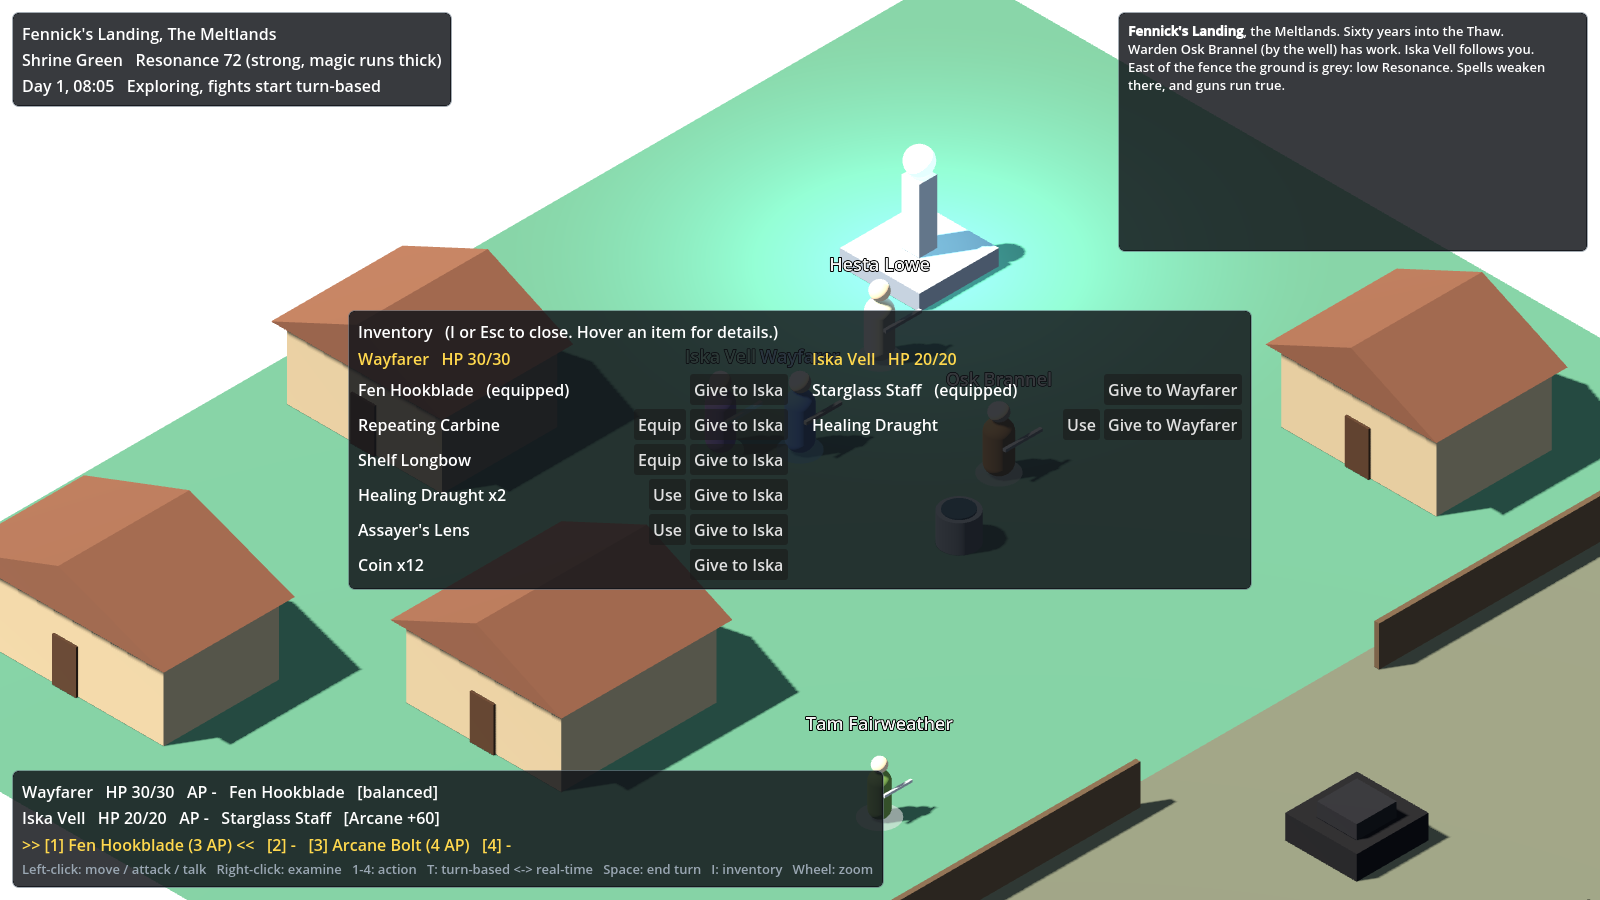 Fennick's Landing, The Meltlands
Shrine Green   Resonance 72 (strong, magic runs thick)
Day 1, 08:05   Exploring, fights start turn-based
Fennick's Landing, the Meltlands. Sixty years into the Thaw.
Warden Osk Brannel (by the well) has work. Iska Vell follows you.
East of the fence the ground is grey: low Resonance. Spells weaken
there, and guns run true.
Hesta Lowe
Inventory   (I or Esc to close. Hover an item for details.)
Iska Vell Wayfarer
Wayfarer   HP 30/30
Iska Vell   HP 20/20
Osk Brannel
Fen Hookblade   (equipped)   Give to Iska
Starglass Staff   (equipped)   Give to Wayfarer
Repeating Carbine   Equip   Give to Iska
Healing Draught   Use   Give to Wayfarer
Shelf Longbow   Equip   Give to Iska
Healing Draught x2   Use   Give to Iska
Assayer's Lens   Use   Give to Iska
Coin x12   Give to Iska
Tam Fairweather
Wayfarer   HP 30/30   AP -   Fen Hookblade   [balanced]
Iska Vell   HP 20/20   AP -   Starglass Staff   [Arcane +60]
>> [1] Fen Hookblade (3 AP) <<   [2] -   [3] Arcane Bolt (4 AP)   [4] -
Left-click: move / attack / talk   Right-click: examine   1-4: action   T: turn-based <-> real-time   Space: end turn   I: inventory   Wheel: zoom